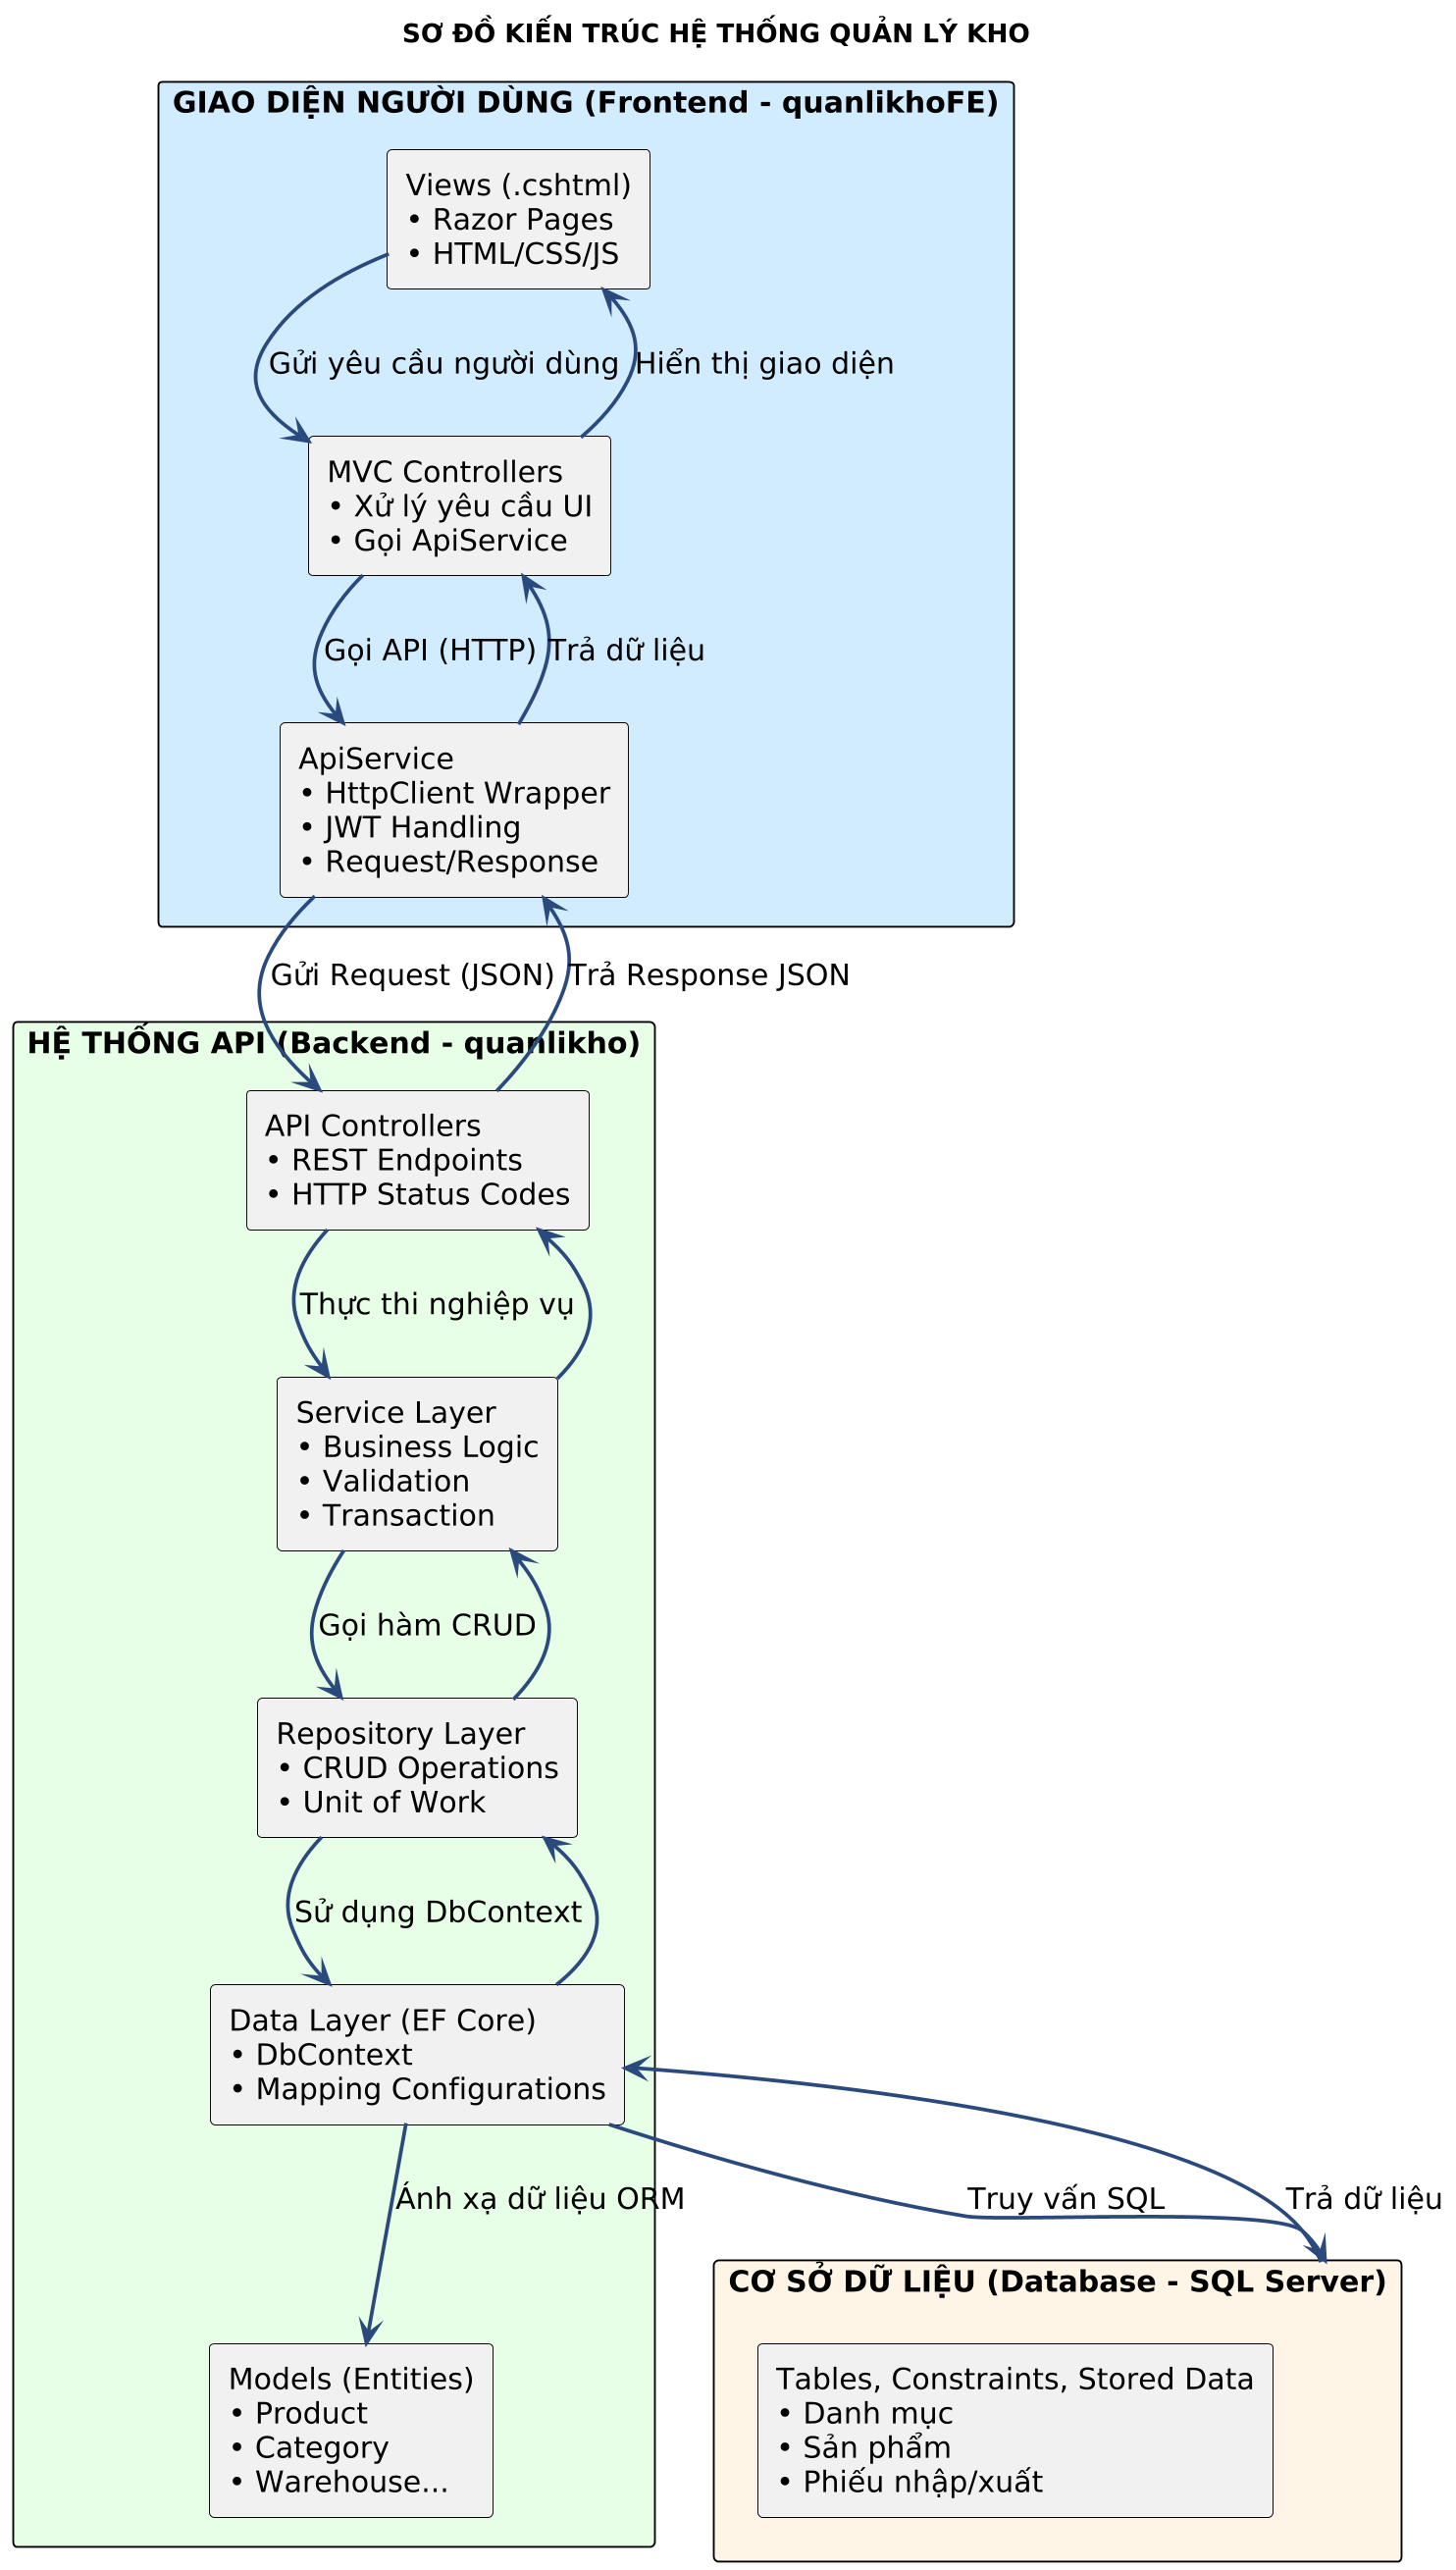 SƠ ĐỒ KIẾN TRÚC HỆ THỐNG QUẢN LÝ KHO
GIAO DIỆN NGƯỜI DÙNG (Frontend - quanlikhoFE)
Views (.cshtml)
• Razor Pages
• HTML/CSS/JS
Gửi yêu cầu người dùng
Hiển thị giao diện
MVC Controllers
• Xử lý yêu cầu UI
• Gọi ApiService
Gọi API (HTTP)
Trả dữ liệu
ApiService
• HttpClient Wrapper
• JWT Handling
• Request/Response
Gửi Request (JSON)
Trả Response JSON
HỆ THỐNG API (Backend - quanlikho)
API Controllers
• REST Endpoints
• HTTP Status Codes
Thực thi nghiệp vụ
Service Layer
• Business Logic
• Validation
• Transaction
Gọi hàm CRUD
Repository Layer
• CRUD Operations
• Unit of Work
Sử dụng DbContext
Data Layer (EF Core)
• DbContext
• Mapping Configurations
Ánh xạ dữ liệu ORM
Truy vấn SQL
Trả dữ liệu
Models (Entities)
• Product
• Category
• Warehouse...
CƠ SỞ DỮ LIỆU (Database - SQL Server)
Tables, Constraints, Stored Data
• Danh mục
• Sản phẩm
• Phiếu nhập/xuất